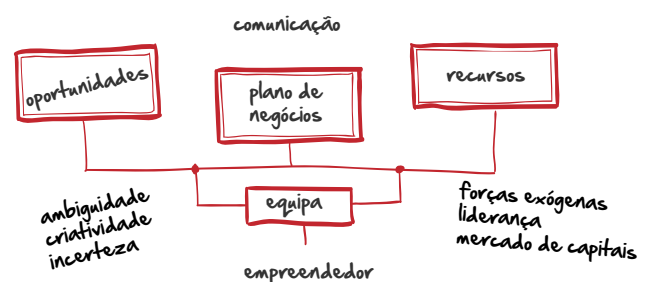 comunicação
oportunidades
plano de
negócios
recursos
equipa
ambiguidade
criatividade
incerteza
forças exógenas
liderança
mercado de capitais
empreendedor